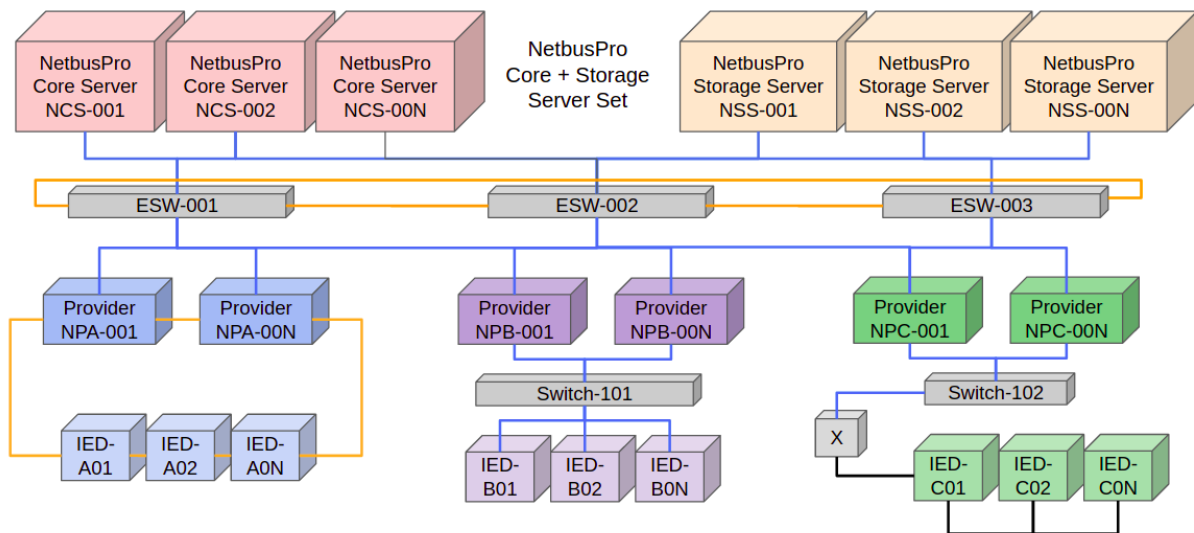 NetbusPro
Core Server
NCS-001
NetbusPro
Core Server
NCS-002
NetbusPro
Core Server
NCS-00N
NetbusPro
Core + Storage
Server Set
NetbusPro
Storage Server
NSS-001
NetbusPro
Storage Server
NSS-002
NetbusPro
Storage Server
NSS-00N
ESW-001
ESW-002
ESW-003
Provider
NPA-001
Provider
NPA-00N
Provider
NPB-001
Provider
NPB-00N
Provider
NPC-001
Provider
NPC-00N
Switch-101
Switch-102
X
IED-
A01
IED-
A02
IED-
A0N
IED-
B01
IED-
B02
IED-
B0N
IED-
C01
IED-
C02
IED-
C0N